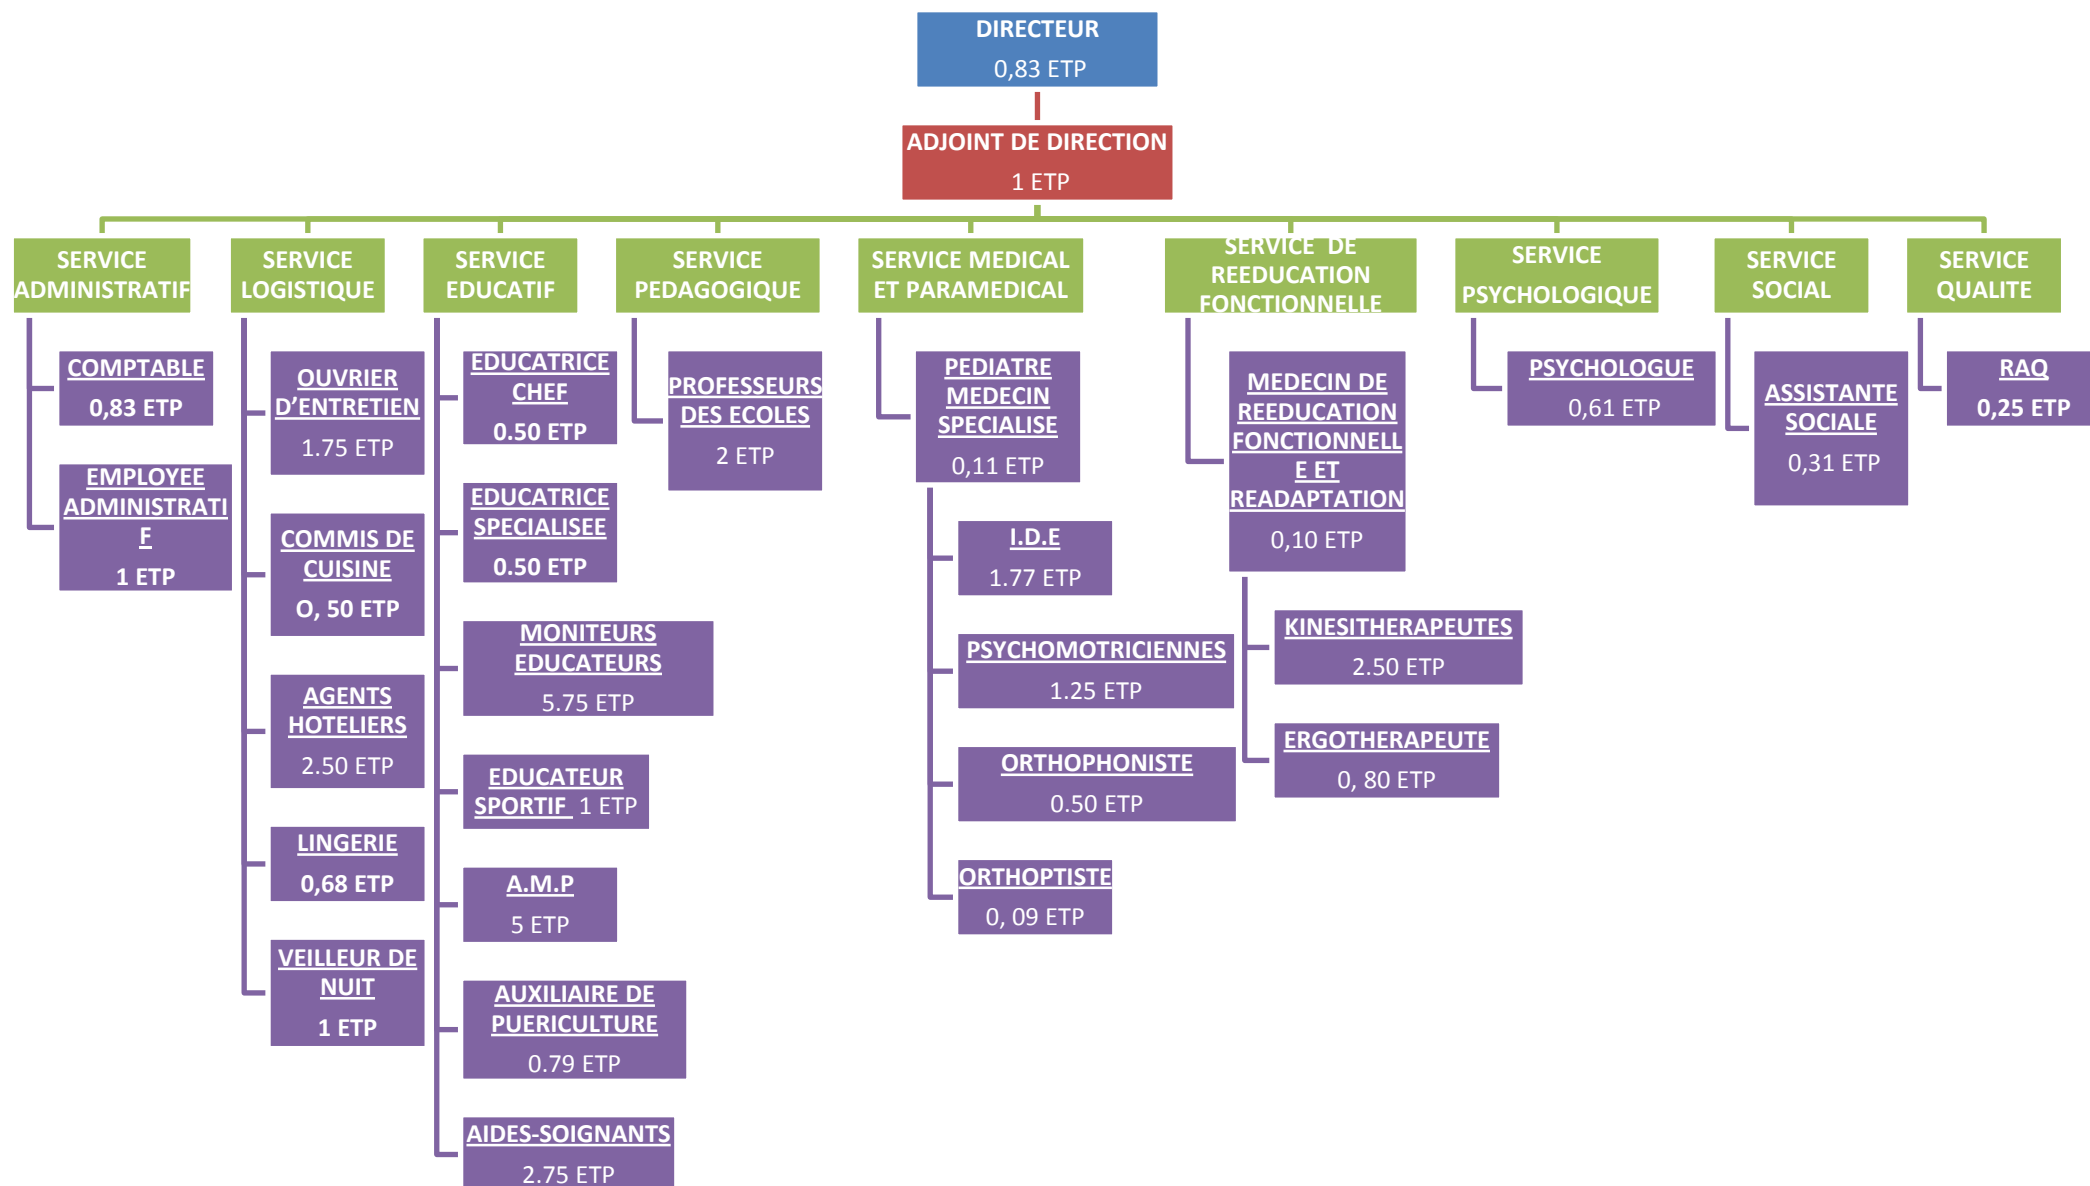 DIRECTEUR
0,83 ETP
ADJOINT DE DIRECTION
1 ETP
SERVICE
ADMINISTRATIF
COMPTABLE
0,83 ETP
EMPLOYEE
ADMINISTRATI
F
1 ETP
SERVICE
LOGISTIQUE
OUVRIER
D’ENTRETIEN
1.75 ETP
COMMIS DE
CUISINE
O, 50 ETP
AGENTS
HOTELIERS
2.50 ETP
LINGERIE
0,68 ETP
VEILLEUR DE
NUIT
1 ETP
SERVICE
EDUCATIF
EDUCATRICE
CHEF
0.50 ETP
EDUCATRICE
SPECIALISEE
0.50 ETP
MONITEURS
EDUCATEURS
5.75 ETP
EDUCATEUR
SPORTIF 1 ETP
A.M.P
5 ETP
AUXILIAIRE DE
PUERICULTURE
0.79 ETP
AIDES-SOIGNANTS
2.75 ETP
SERVICE
PEDAGOGIQUE
PROFESSEURS
DES ECOLES
2 ETP
SERVICE MEDICAL
ET PARAMEDICAL
PEDIATRE
MEDECIN
SPECIALISE
0,11 ETP
I.D.E
1.77 ETP
PSYCHOMOTRICIENNES
1.25 ETP
ORTHOPHONISTE
0.50 ETP
ORTHOPTISTE
0, 09 ETP
SERVICE DE
REEDUCATION
FONCTIONNELLE
MEDECIN DE
REEDUCATION
FONCTIONNELL
E ET
READAPTATION
0,10 ETP
KINESITHERAPEUTES
2.50 ETP
ERGOTHERAPEUTE
0, 80 ETP
SERVICE
PSYCHOLOGIQUE
PSYCHOLOGUE
0,61 ETP
SERVICE
SOCIAL
ASSISTANTE
SOCIALE
0,31 ETP
SERVICE
QUALITE
RAQ
0,25 ETP